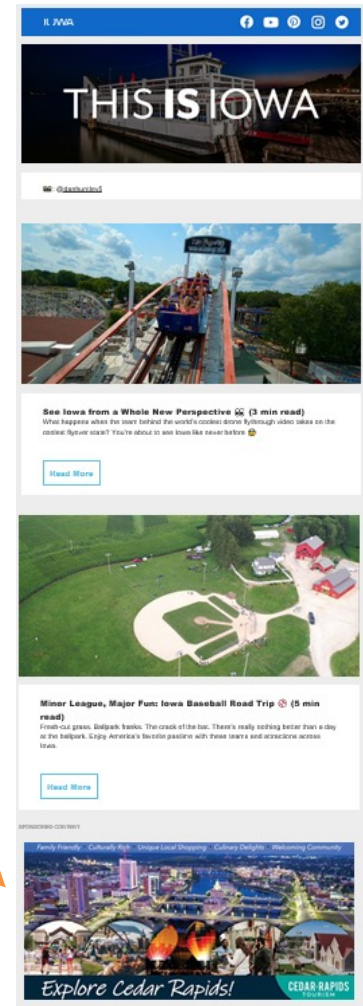 THIS IS IOWA
See Iowa from a Whole New Perspective 🎥 (3 min read)
What happens when the team behind the world's coolest drone flythrough video takes on the
coolest flyover state? You're about to see Iowa like never before 🤯
Read More
Minor League, Major Fun: Iowa Baseball Road Trip ⚾ (5 min
read)
Fresh-cut grass. Ballpark franks. The crack of the bat. There's really nothing better than a day
at the ballpark. Enjoy America's favorite pastime with these teams and attractions across
Iowa.
Read More
SPONSORED CONTENT
Family Friendly Culturally Rich Unique Local Shopping Culinary Delights Welcoming Community
Explore Cedar Rapids!
CEDAR RAPIDS
TOURISM